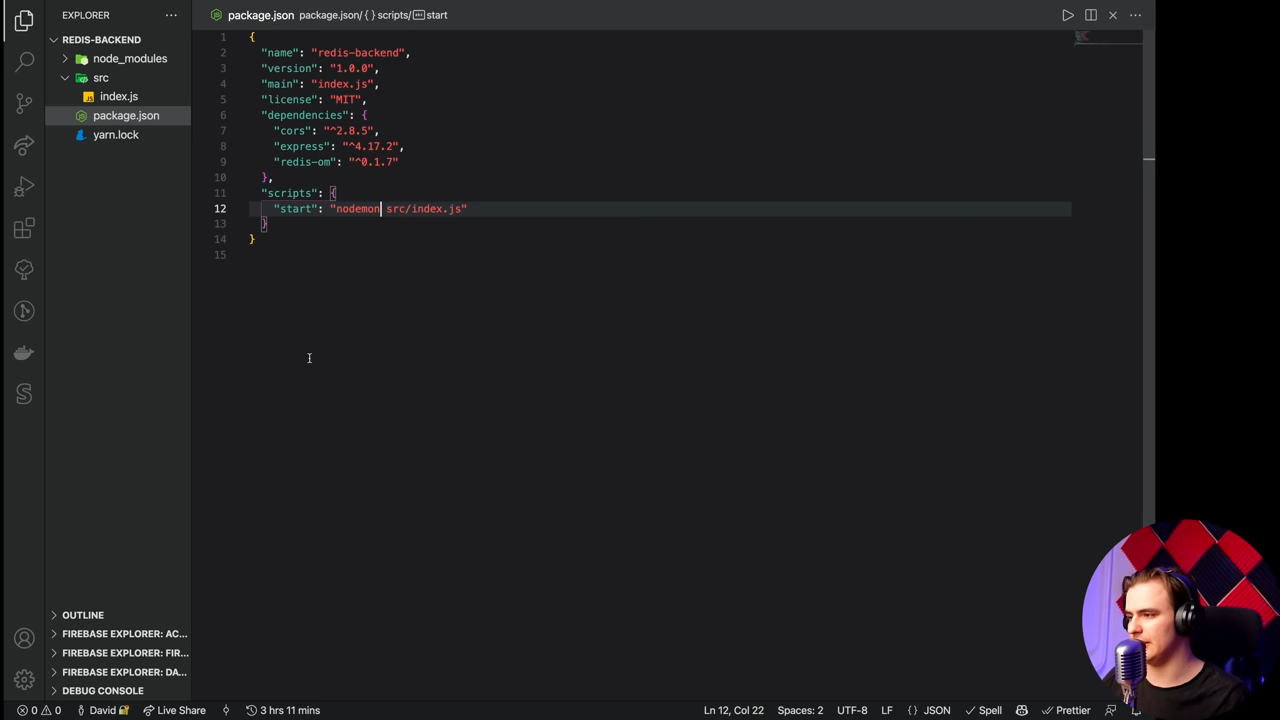 EXPLORER
REDIS-BACKEND
node_modules
src
JS index.js
package.json
yarn.lock
OUTLINE
FIREBASE EXPLORER: AC...
FIREBASE EXPLORER: FIR...
FIREBASE EXPLORER: DA...
DEBUG CONSOLE
package.json package.json/{ } scripts/abc start
1 {
2 "name": "redis-backend",
3 "version": "1.0.0",
4 "main": "index.js",
5 "license": "MIT",
6 "dependencies": {
7 "cors": "^2.8.5",
8 "express": "^4.17.2",
9 "redis-om": "^0.1.7"
10 },
11 "scripts": {
12 "start": "nodemon src/index.js"
13 }
14 }
15
0 0 David Live Share 3 hrs 11 mins Ln 12, Col 22 Spaces: 2 UTF-8 LF { } JSON Spell Prettier